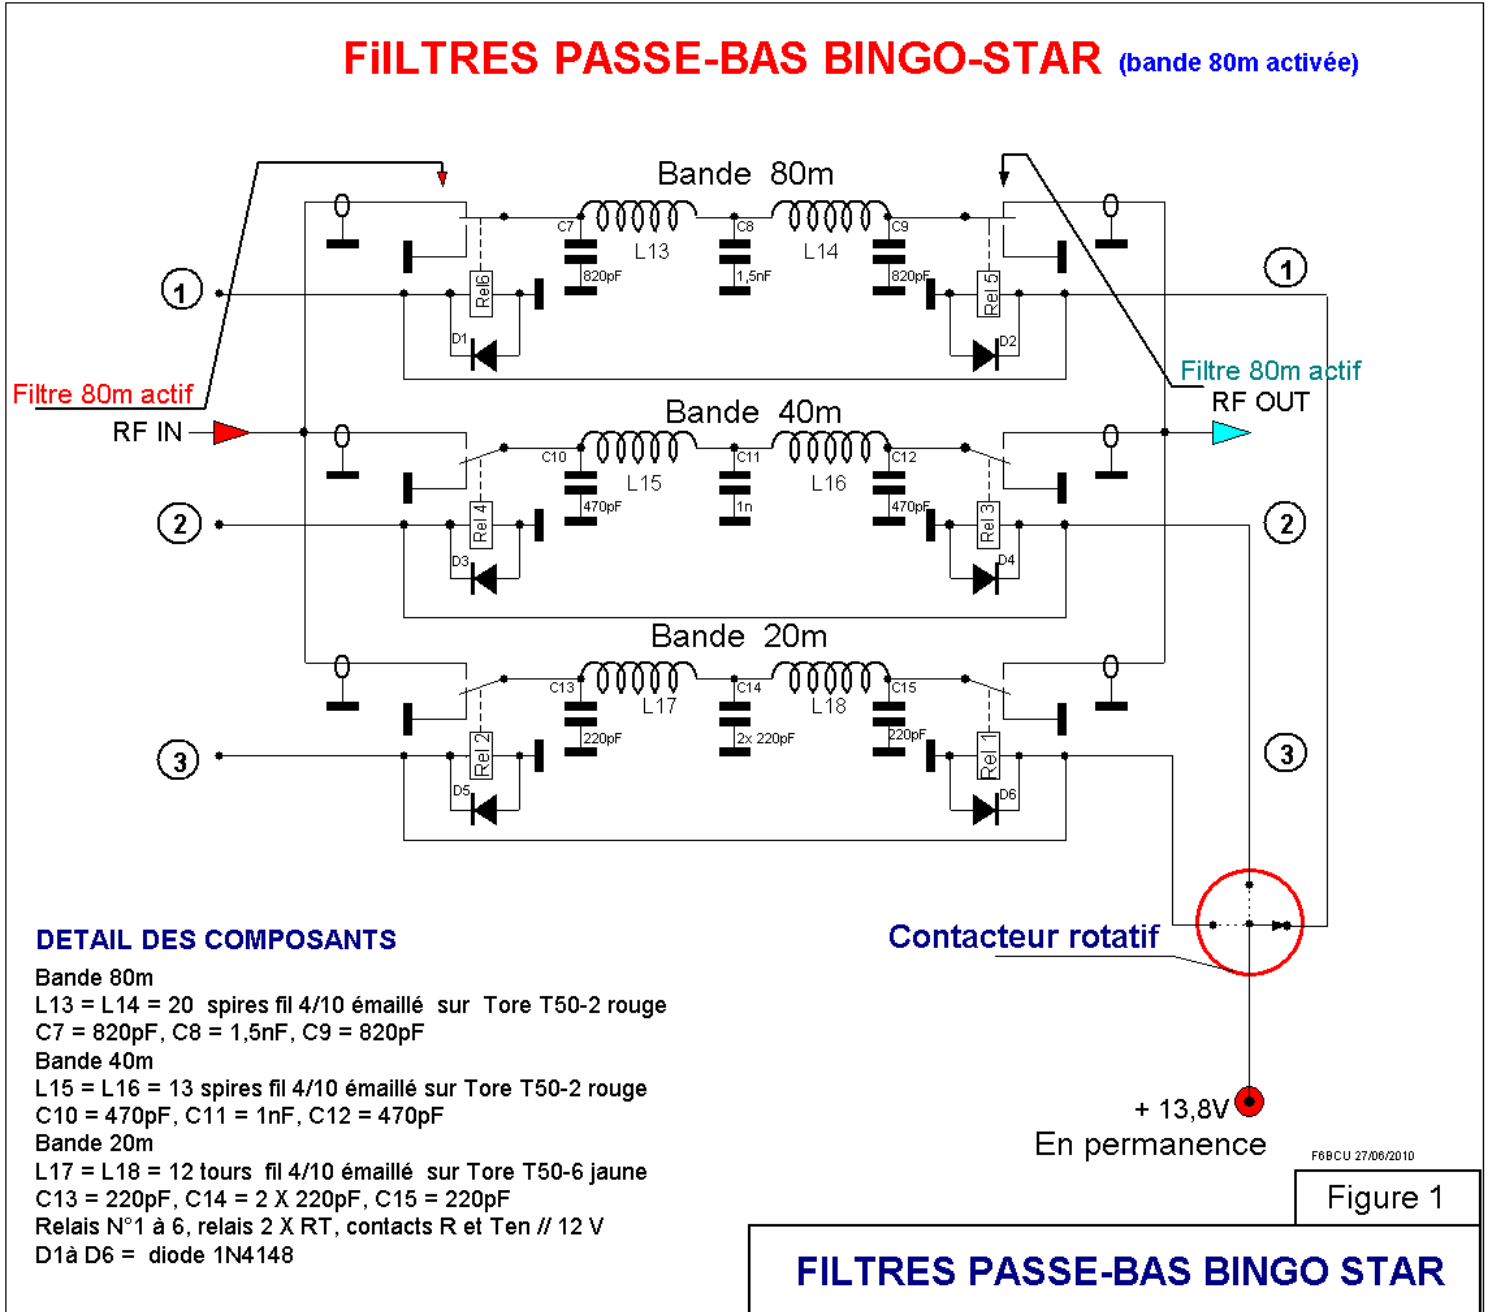 FiILTRES PASSE-BAS BINGO-STAR (bande 80m activée)
Bande 80m
C7
L13
C8
L14
C9
820pF
1,5nF
820pF
1
Rel6
Rel 5
1
D1
D2
Filtre 80m actif
Filtre 80m actif
RF IN
RF OUT
Bande 40m
C10
L15
C11
L16
C12
470pF
1n
470pF
2
Rel 4
Rel 3
2
D3
D4
Bande 20m
C13
L17
C14
L18
C15
220pF
2x 220pF
220pF
3
Rel 2
Rel 1
3
D5
D6
Contacteur rotatif
DETAIL DES COMPOSANTS
Bande 80m
L13 = L14 = 20 spires fil 4/10 émaillé sur Tore T50-2 rouge
C7 = 820pF, C8 = 1,5nF, C9 = 820pF
Bande 40m
L15 = L16 = 13 spires fil 4/10 émaillé sur Tore T50-2 rouge
C10 = 470pF, C11 = 1nF, C12 = 470pF
Bande 20m
L17 = L18 = 12 tours fil 4/10 émaillé sur Tore T50-6 jaune
C13 = 220pF, C14 = 2 X 220pF, C15 = 220pF
Relais N°1 à 6, relais 2 X RT, contacts R et Ten // 12 V
D1à D6 = diode 1N4148
+ 13,8V
En permanence
F6BCU 27/06/2010
Figure 1
FILTRES PASSE-BAS BINGO STAR